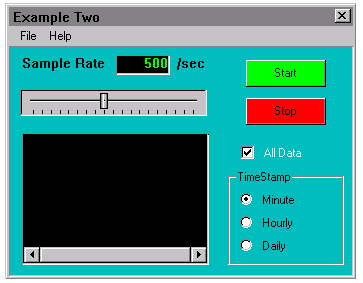 Example Two
File Help
Sample Rate 500 /sec
Start
Stop
All Data
TimeStamp
Minute
Hourly
Daily